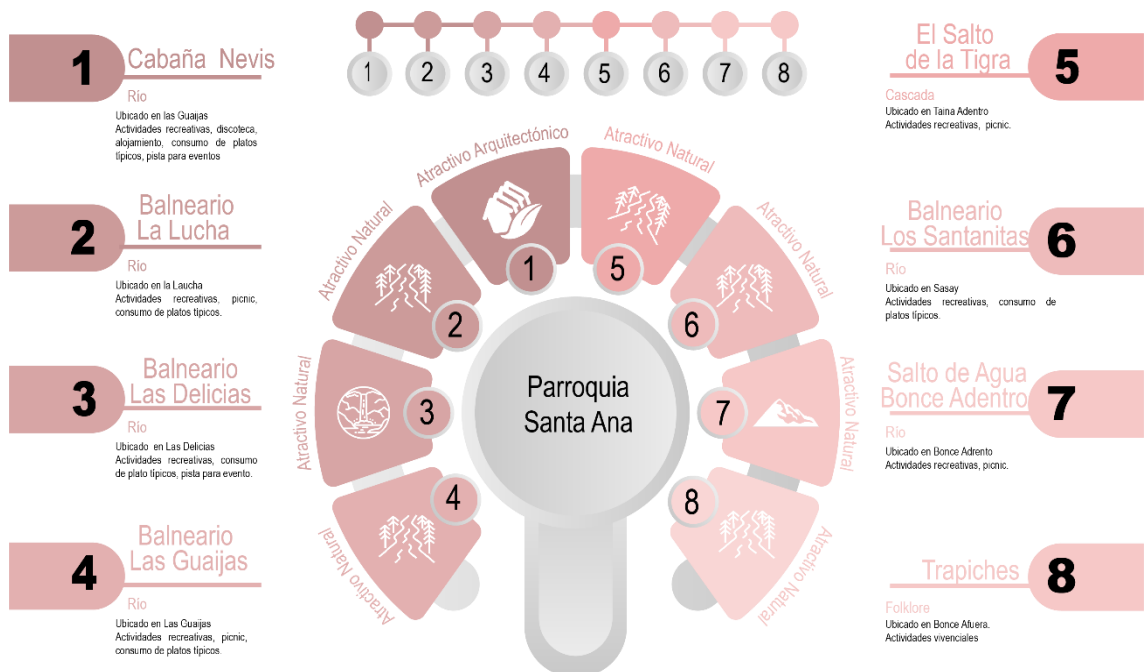 1
Cabaña Nevis
Río
Ubicado en las Guaijas
Actividades recreativas, discoteca,
alojamiento, consumo de platos
típicos, pista para eventos
2
Balneario
La Lucha
Río
Ubicado en la Laucha
Actividades recreativas, picnic,
consumo de platos típicos.
3
Balneario
Las Delicias
Río
Ubicado en Las Delicias
Actividades recreativas, consumo
de plato típicos, pista para evento.
4
Balneario
Las Guaijas
Río
Ubicado en Las Guaijas
Actividades recreativas, picnic,
consumo de platos típicos.
1 2 3 4 5 6 7 8
Atractivo Arquitectónico
1
Atractivo Natural
2
Atractivo Natural
3
Atractivo Natural
4
Atractivo Natural
5
Atractivo Natural
6
Atractivo Natural
7
Atractivo Natural
8
Parroquia
Santa Ana
El Salto
de la Tigra
5
Cascada
Ubicado en Taina Adentro
Actividades recreativas, picnic.
Balneario
Los Santanitas
6
Río
Ubicado en Sasay
Actividades recreativas, consumo de
platos típicos.
Salto de Agua
Bonce Adentro
7
Río
Ubicado en Bonce Adrento
Actividades recreativas, picnic.
Trapiches
8
Folklore
Ubicado en Bonce Afuera.
Actividades vivenciales